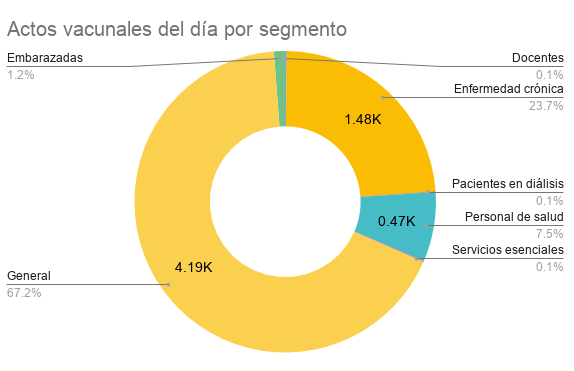 Actos vacunales del día por segmento
Embarazadas
1.2%
Docentes
0.1%
Enfermedad crónica
23.7%
1.48K
Pacientes en diálisis
0.1%
Personal de salud
7.5%
0.47K
Servicios esenciales
0.1%
General
67.2%
4.19K